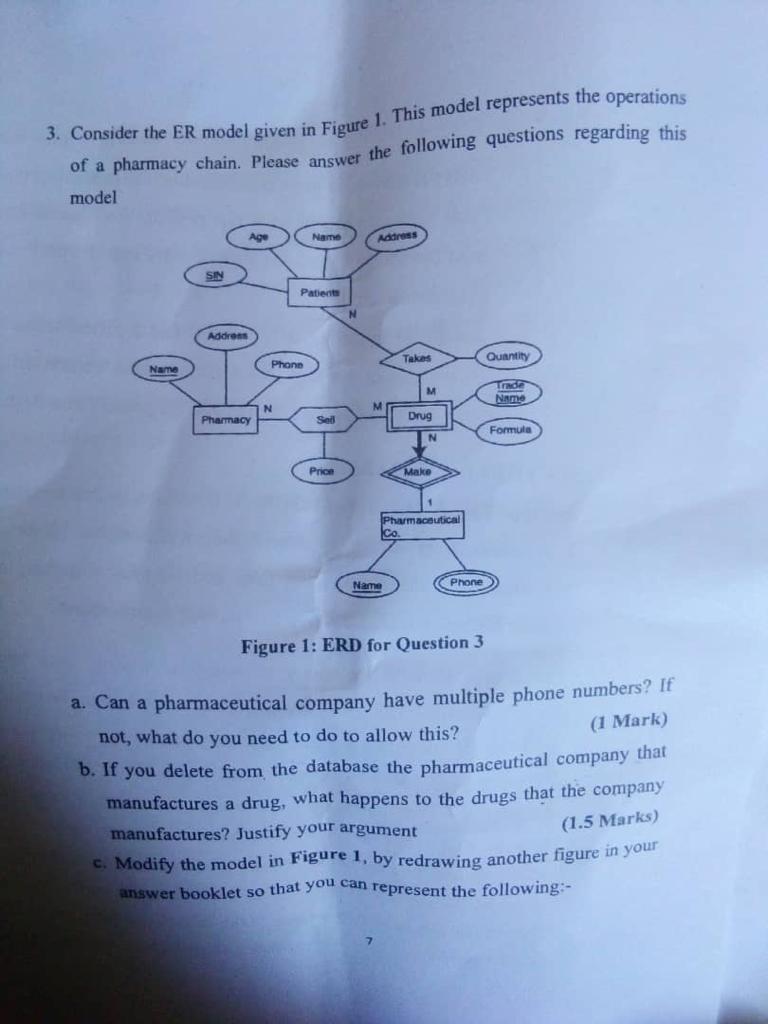 3. Consider the ER model given in Figure 1. This model represents the operations
of a pharmacy chain. Please answer the following questions regarding this
model
Age
Name
Address
SIN
Patients
N
Address
Name
Phone
Takes
Quantity
M
Trade
Name
Pharmacy
N
Sell
M
Drug
Formula
N
Price
Make
1
Pharmaceutical
Co.
Name
Phone
Figure 1: ERD for Question 3
a. Can a pharmaceutical company have multiple phone numbers? If
not, what do you need to do to allow this? (1 Mark)
b. If you delete from the database the pharmaceutical company that
manufactures a drug, what happens to the drugs that the company
manufactures? Justify your argument (1.5 Marks)
c. Modify the model in Figure 1, by redrawing another figure in your
answer booklet so that you can represent the following:-
7